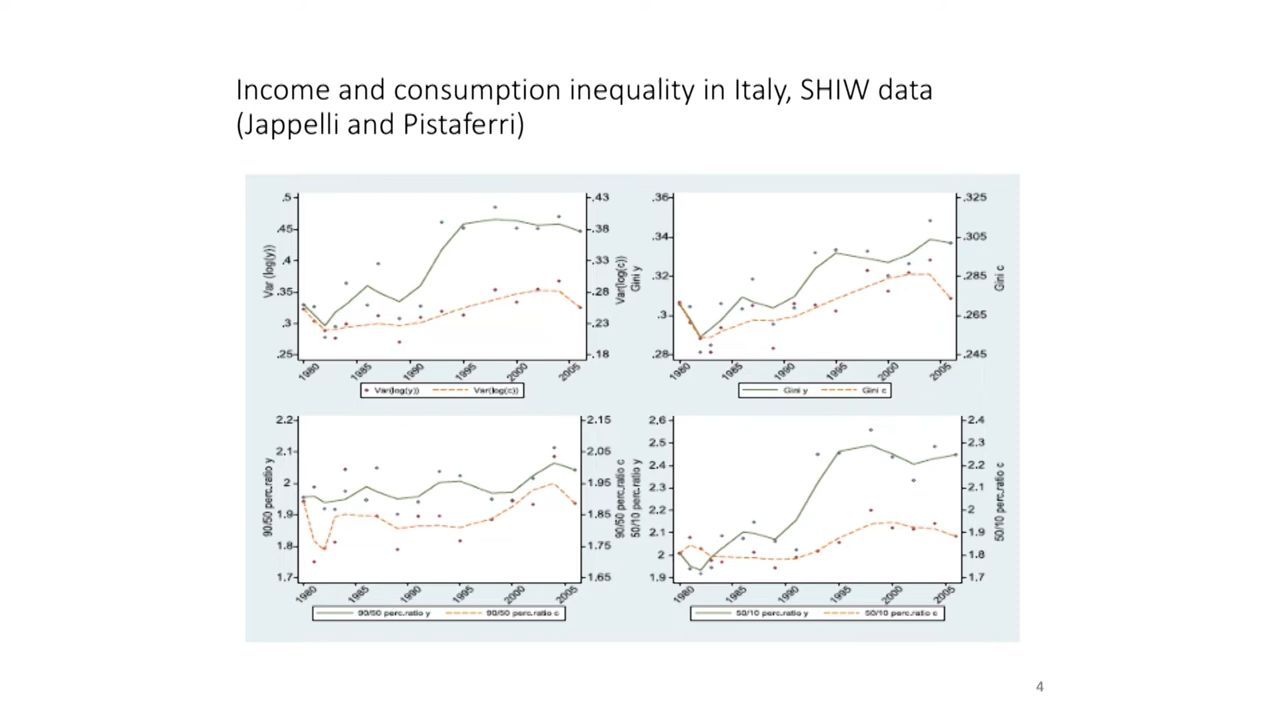 Income and consumption inequality in Italy, SHIW data
(Jappelli and Pistaferri)
.5 .45 .4 .35 .3 .25
Var (log(y))
.43 .38 .33 .28 .23 .18
Var(log(c))
1980 1985 1990 1995 2000 2005
Var(log(y)) Var(log(c))
.36 .34 .32 .3 .28
Gini y
.325 .305 .285 .265 .245
Gini c
1980 1985 1990 1995 2000 2005
Gini y Gini c
2.2 2.1 2 1.9 1.8 1.7
90/50 perc.ratio y
2.15 2.05 1.95 1.85 1.75 1.65
90/50 perc.ratio c
1980 1985 1990 1995 2000 2005
90/50 perc.ratio y 90/50 perc.ratio c
2.6 2.5 2.4 2.3 2.2 2.1 2 1.9
50/10 perc.ratio y
2.4 2.3 2.2 2.1 2 1.9 1.8 1.7
50/10 perc.ratio c
1980 1985 1990 1995 2000 2005
50/10 perc.ratio y 50/10 perc.ratio c
4